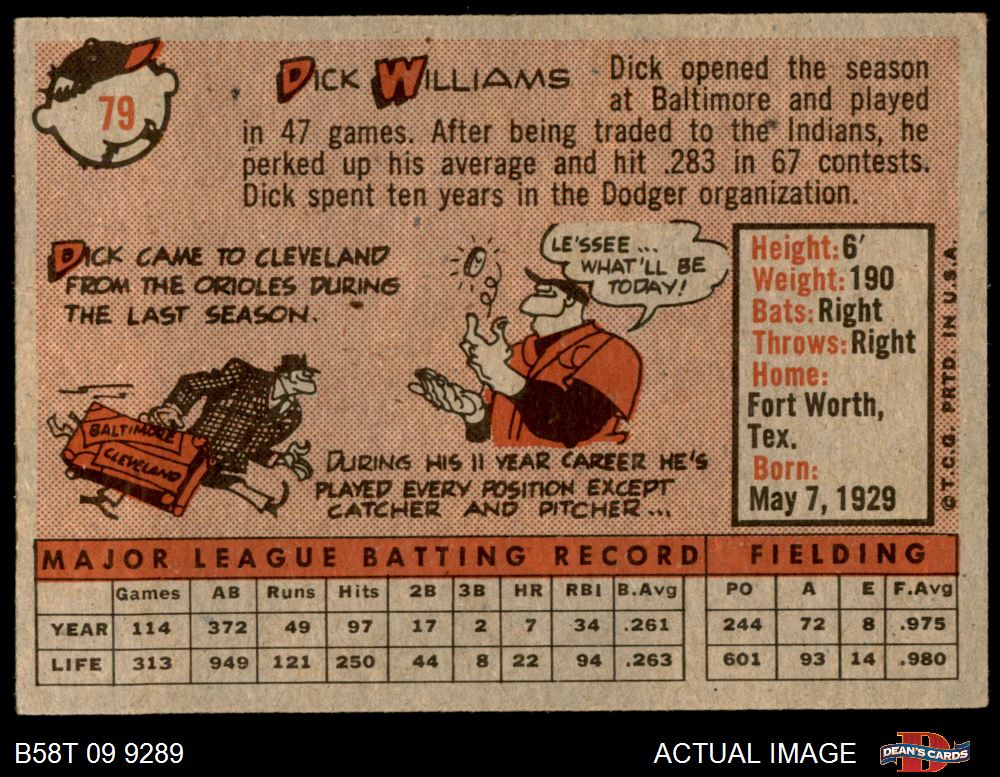 79
DICK WILLIAMS
Dick opened the season
at Baltimore and played
in 47 games. After being traded to the Indians, he
perked up his average and hit .283 in 67 contests.
Dick spent ten years in the Dodger organization.
DICK CAME TO CLEVELAND
FROM THE ORIOLES DURING
THE LAST SEASON.
BALTIMORE
CLEVELAND
LE'SSEE ...
WHAT'LL BE
TODAY!
DURING HIS 11 YEAR CAREER HE'S
PLAYED EVERY POSITION EXCEPT
CATCHER AND PITCHER...
Height: 6'
Weight: 190
Bats: Right
Throws: Right
Home:
Fort Worth,
Tex.
Born:
May 7, 1929
© T.C.G. PRTD. IN U.S.A.
MAJOR LEAGUE BATTING RECORD FIELDING
Games AB Runs Hits 2B 3B HR RBI B.Avg PO A E F.Avg
YEAR 114 372 49 97 17 2 7 34 .261 244 72 8 .975
LIFE 313 949 121 250 44 8 22 94 .263 601 93 14 .980
B58T 09 9289
ACTUAL IMAGE
D
DEAN'S CARDS